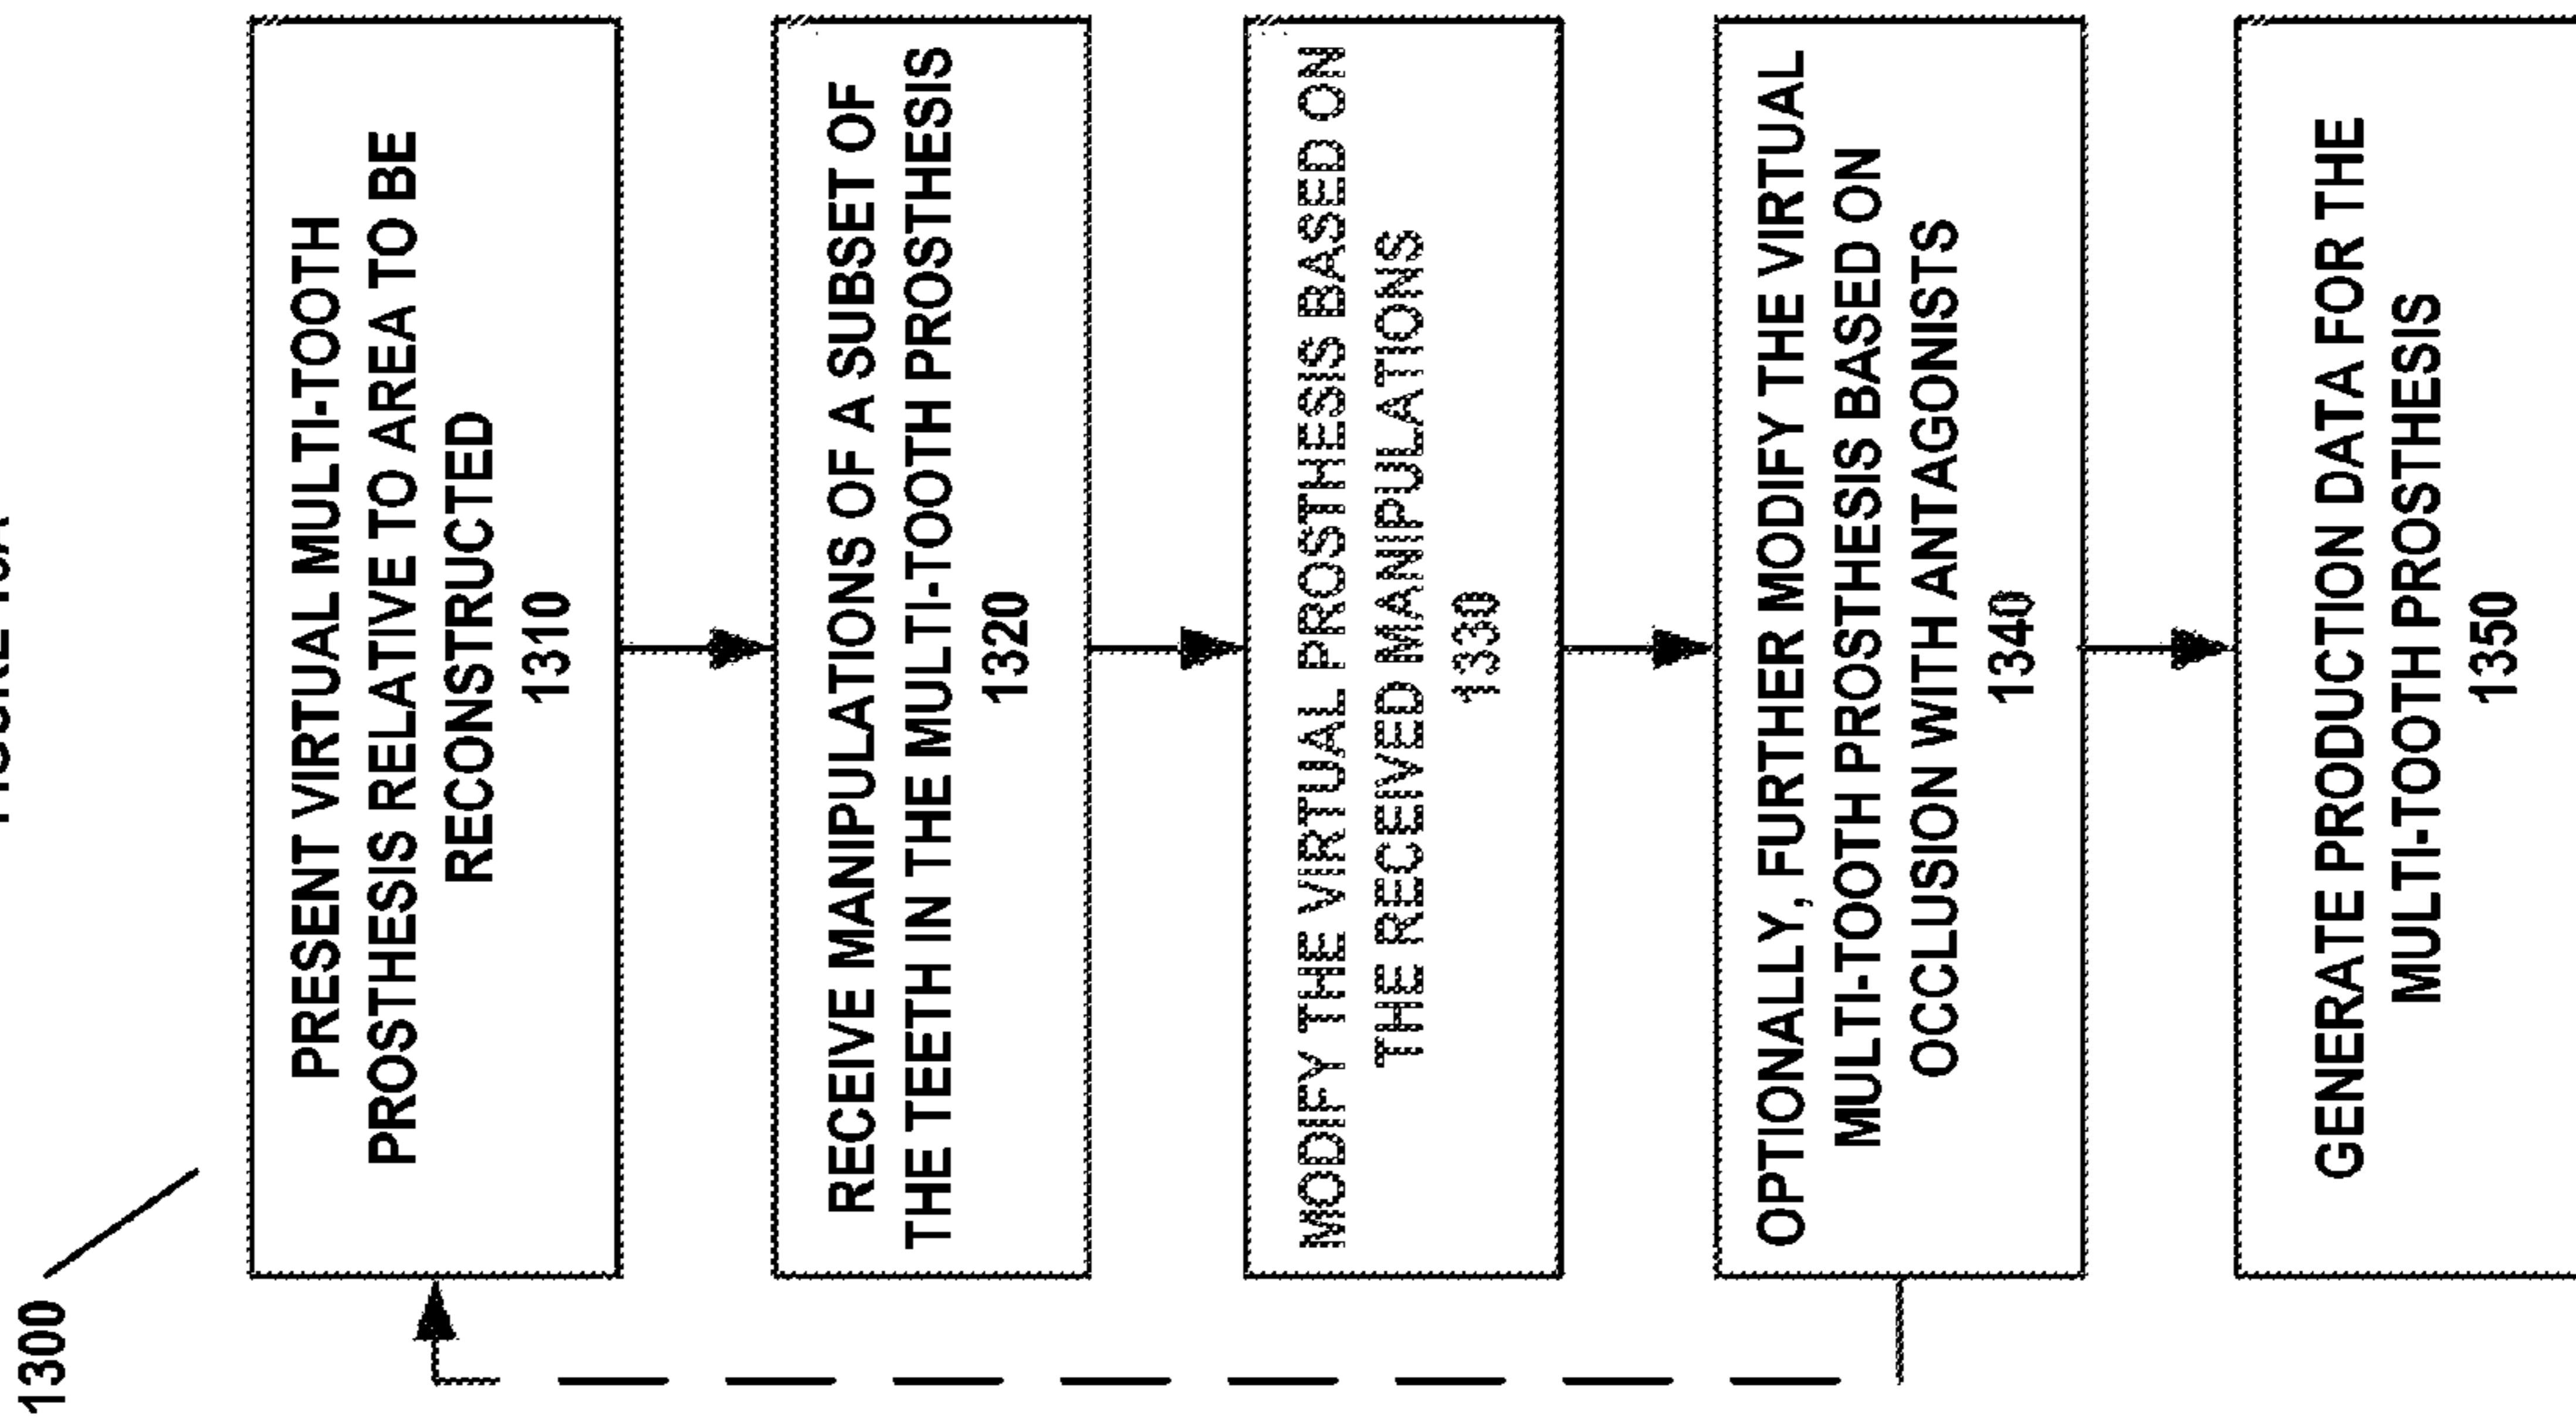 1300
PRESENT VIRTUAL MULTI-TOOTH
PROSTHESIS RELATIVE TO AREA TO BE
RECONSTRUCTED
1310
RECEIVE MANIPULATIONS OF A SUBSET OF
THE TEETH IN THE MULTI-TOOTH PROSTHESIS
1320
MODIFY THE VIRTUAL PROSTHESIS BASED ON
THE RECEIVED MANIPULATIONS
1330
OPTIONALLY, FURTHER MODIFY THE VIRTUAL
MULTI-TOOTH PROSTHESIS BASED ON
OCCLUSION WITH ANTAGONISTS
1340
GENERATE PRODUCTION DATA FOR THE
MULTI-TOOTH PROSTHESIS
1350